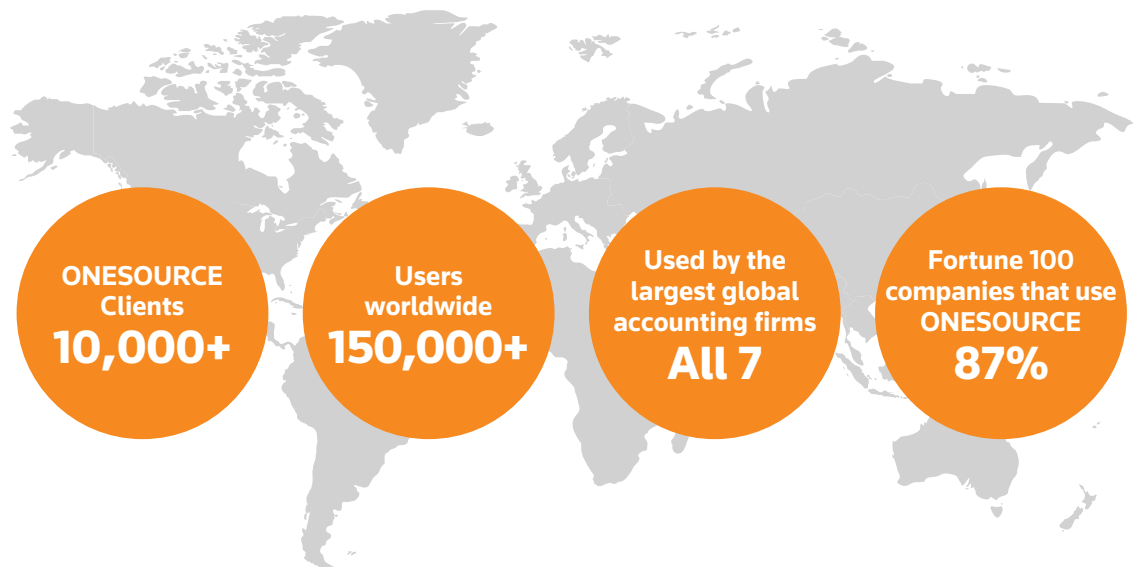 ONESOURCE
Clients
10,000+
Users
worldwide
150,000+
Used by the
largest global
accounting firms
All 7
Fortune 100
companies that use
ONESOURCE
87%